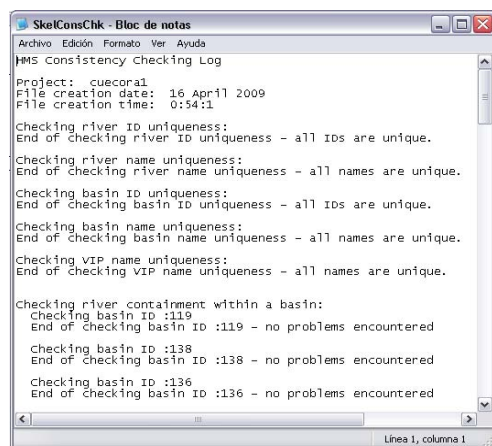 SkelConsChk - Bloc de notas
Archivo Edición Formato Ver Ayuda
HMS Consistency Checking Log
Project: cuecora1
File creation date: 16 April 2009
File creation time: 0:54:1
Checking river ID uniqueness:
End of checking river ID uniqueness - all IDs are unique.
Checking river name uniqueness:
End of checking river name uniqueness - all names are unique.
Checking basin ID uniqueness:
End of checking basin ID uniqueness - all IDs are unique.
Checking basin name uniqueness:
End of checking basin name uniqueness - all names are unique.
Checking VIP name uniqueness:
End of checking VIP name uniqueness - all names are unique.
Checking river containment within a basin:
Checking basin ID :119
End of checking basin ID :119 - no problems encountered
Checking basin ID :138
End of checking basin ID :138 - no problems encountered
Checking basin ID :136
End of checking basin ID :136 - no problems encountered
Línea 1, columna 1